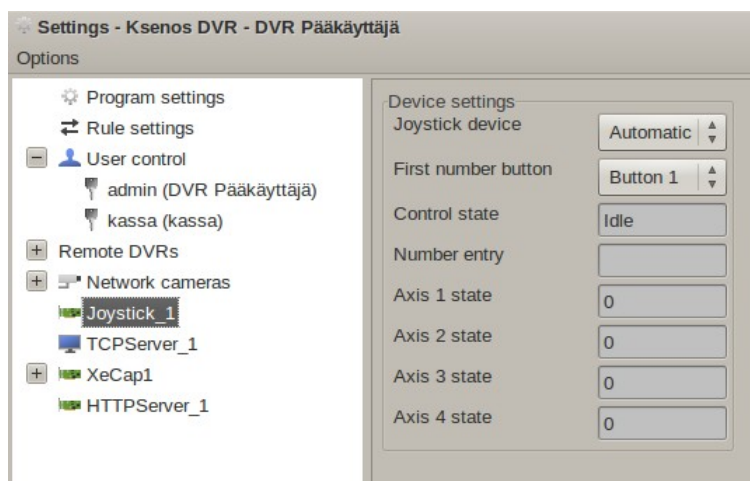 Settings - Ksenos DVR - DVR Pääkäyttäjä
Options
Program settings
Rule settings
User control
admin (DVR Pääkäyttäjä)
kassa (kassa)
Remote DVRs
Network cameras
Joystick_1
TCPServer_1
XeCap1
HTTPServer_1
Device settings
Joystick device Automatic
First number button Button 1
Control state Idle
Number entry
Axis 1 state 0
Axis 2 state 0
Axis 3 state 0
Axis 4 state 0